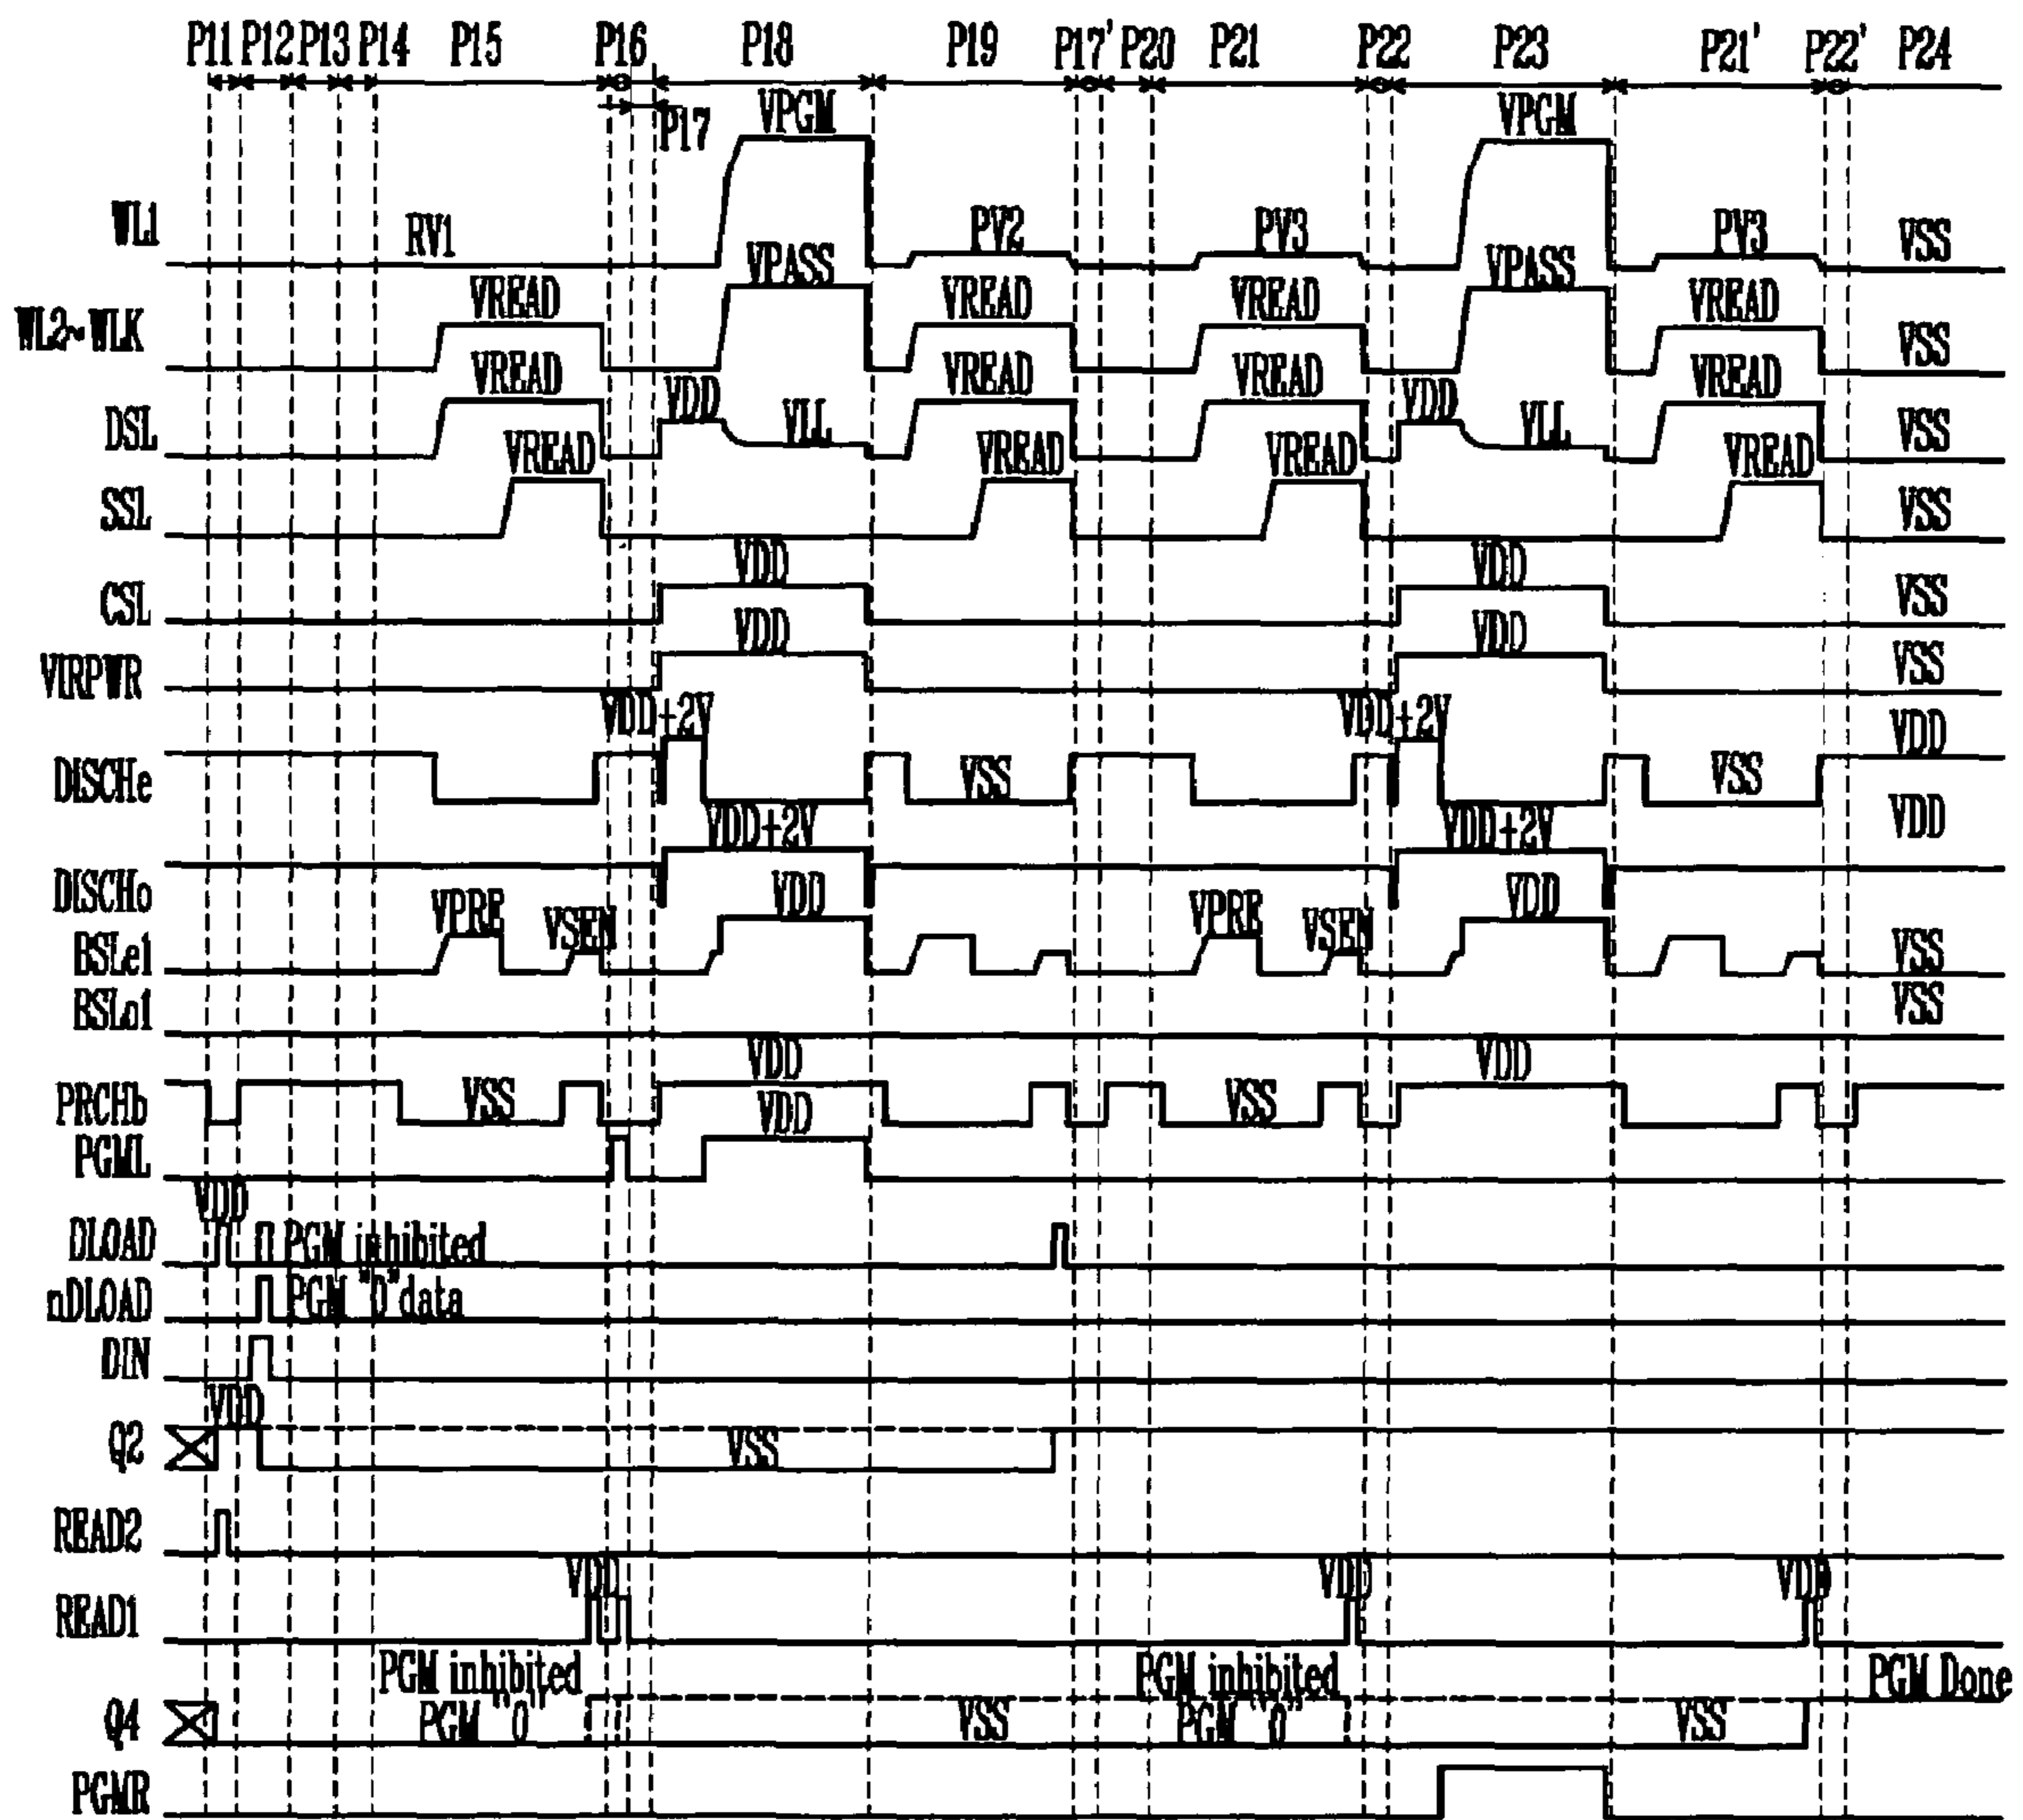 P11 P12 P13 P14 P15 P16 P18 P19 P17' P20 P21 P22 P23 P21' P22' P24
P17
VPGM VPGM
WL1 RV1 PV2 PV3 PV3 VSS
VPASS VPASS
WL2~WLK VREAD VREAD VREAD VREAD VSS
DSL VREAD VDD VLL VREAD VREAD VDD VLL VREAD VSS
SSL VREAD VREAD VREAD VREAD VSS
CSL VDD VDD VSS
VIRPWR VDD VDD VSS
DISCHe VDD+2V VSS VDD+2V VSS VDD
DISCHo VDD+2V VDD+2V VDD
BSLe1 VPRE VSEN VDD VPRE VSEN VDD VSS
BSLo1 VSS
PRCHb VSS VDD VSS VDD
PGML VDD
DLOAD VDD PGM inhibited
nDLOAD PGM "0" data
DIN
Q2 VDD VSS
READ2
READ1 VDD VDD VDD
PGM inhibited PGM inhibited PGM Done
Q4 PGM "0" VSS PGM "0" VSS
PGMR